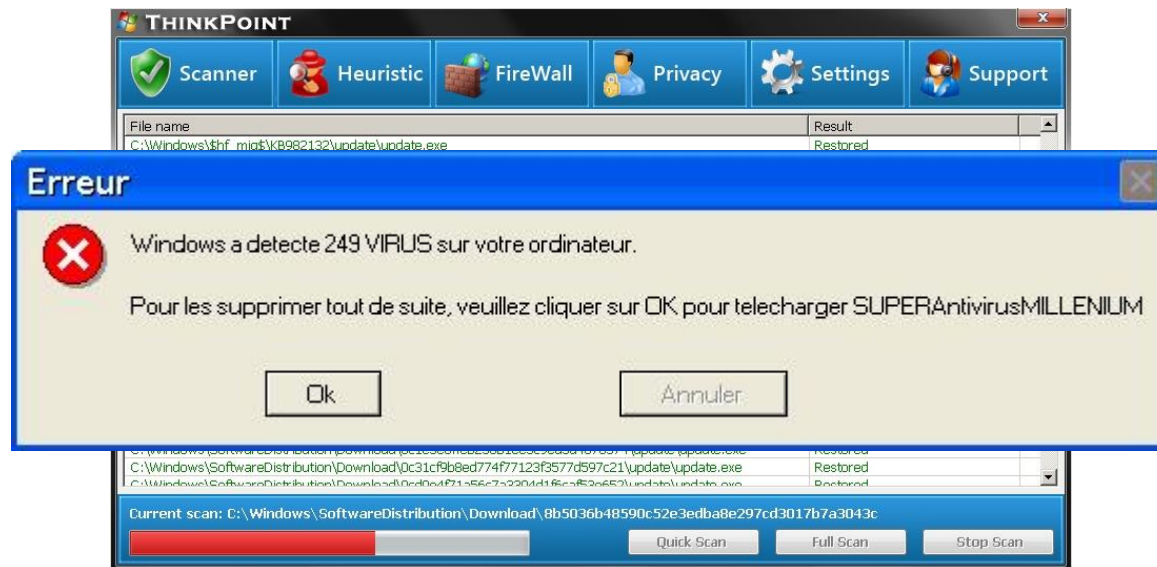 THINKPOINT
Scanner Heuristic FireWall Privacy Settings Support
File name Result
C:\Windows\$hf_mig$\KB982132\update\update.exe Restored
Erreur
Windows a detecte 249 VIRUS sur votre ordinateur.
Pour les supprimer tout de suite, veuillez cliquer sur OK pour telecharger SUPERAntivirusMILLENIUM
Ok Annuler
C:\Windows\SoftwareDistribution\Download\0c31cf9b8ed774f77123f3577d597c21\update\update.exe Restored
Restored
Current scan: C:\Windows\SoftwareDistribution\Download\8b5036b48590c52e3edba8e297cd3017b7a3043c
Quick Scan Full Scan Stop Scan